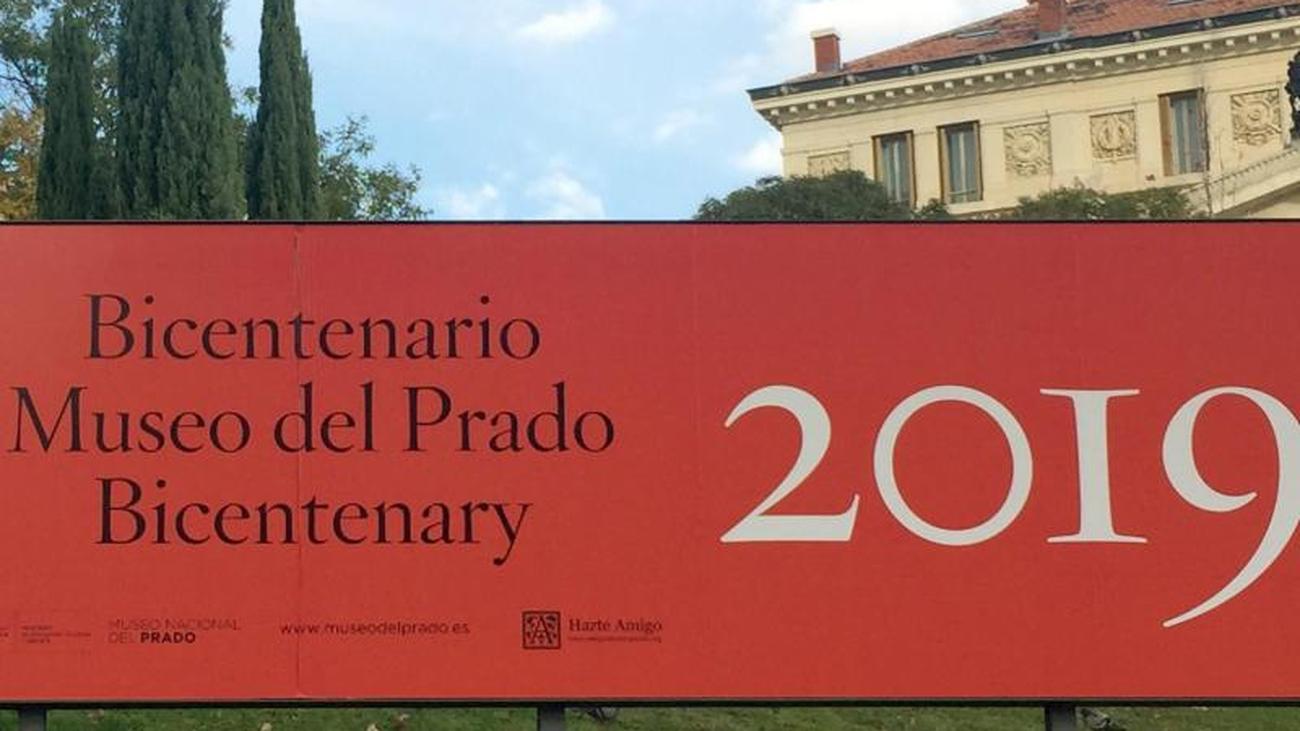 Bicentenario
Museo del Prado
Bicentenary
2019
MUSEO NACIONAL
DEL PRADO
www.museodelprado.es
Hazte Amigo